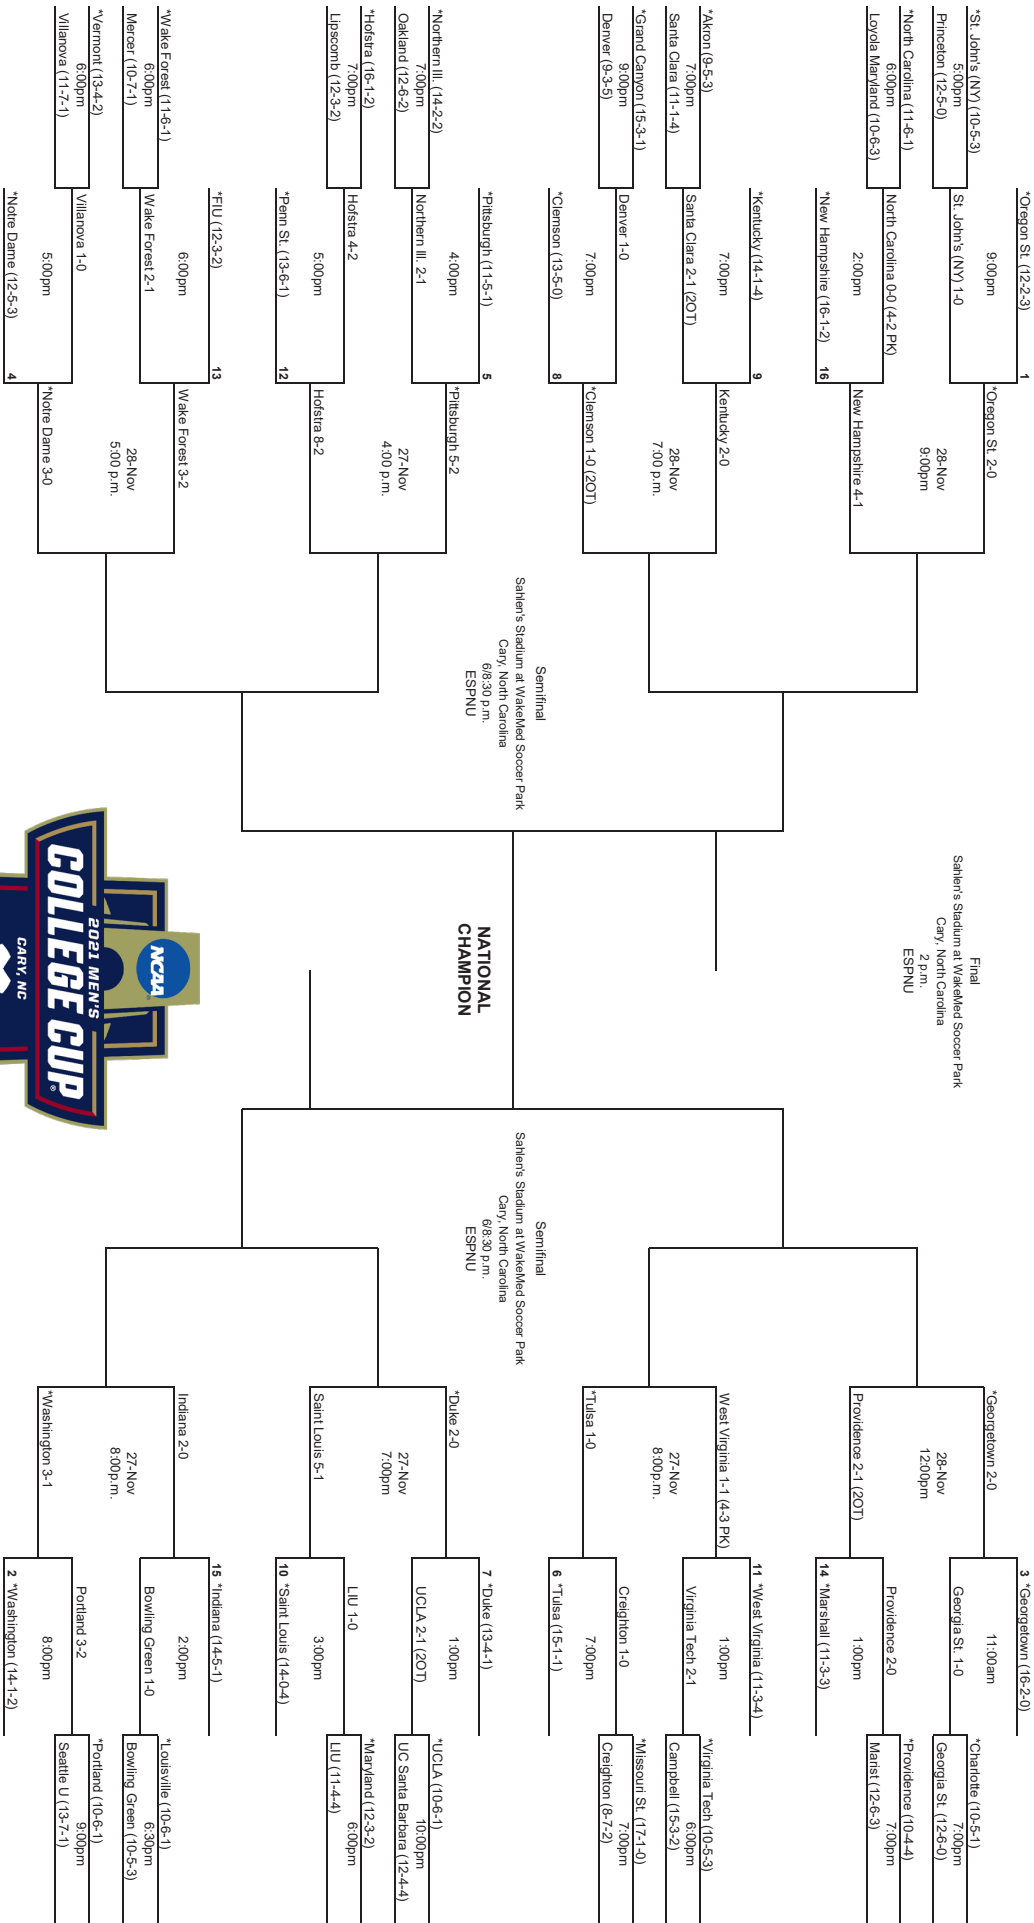 *Oregon St. (12-2-3)
9:00pm
1
*St. John's (NY) (10-5-3)
5:00pm
Princeton (12-5-0)
St. John's (NY) 1-0
*Oregon St. 2-0
28-Nov
9:00pm
*North Carolina (11-6-1)
6:00pm
Loyola Maryland (10-6-3)
North Carolina 0-0 (4-2 PK)
2:00pm
*New Hampshire (16-1-2)
16
New Hampshire 4-1
*Kentucky (14-1-4)
7:00pm
9
*Akron (9-5-3)
7:00pm
Santa Clara (11-1-4)
Santa Clara 2-1 (2OT)
Kentucky 2-0
28-Nov
7:00 p.m.
*Grand Canyon (15-3-1)
9:00pm
Denver (9-3-5)
Denver 1-0
7:00pm
*Clemson (13-5-0)
8
*Clemson 1-0 (2OT)
*Pittsburgh (11-5-1)
4:00pm
5
*Northern Ill. (14-2-2)
7:00pm
Oakland (12-6-2)
Northern Ill. 2-1
*Pittsburgh 5-2
27-Nov
4:00 p.m.
*Hofstra (16-1-2)
7:00pm
Lipscomb (12-3-2)
Hofstra 4-2
5:00pm
*Penn St. (13-6-1)
12
Hofstra 8-2
*FIU (12-3-2)
6:00pm
13
*Wake Forest (11-6-1)
6:00pm
Mercer (10-7-1)
Wake Forest 2-1
Wake Forest 3-2
28-Nov
5:00 p.m.
*Vermont (13-4-2)
6:00pm
Villanova (11-7-1)
Villanova 1-0
5:00pm
*Notre Dame (12-5-3)
4
*Notre Dame 3-0
Semifinal
Sahlen's Stadium at WakeMed Soccer Park
Cary, North Carolina
6/8:30 p.m.
ESPNU
Final
Sahlen's Stadium at WakeMed Soccer Park
Cary, North Carolina
2 p.m.
ESPNU
NATIONAL
CHAMPION
NCAA
2021 MEN'S
COLLEGE CUP®
CARY, NC
Semifinal
Sahlen's Stadium at WakeMed Soccer Park
Cary, North Carolina
6/8:30 p.m.
ESPNU
3 *Georgetown (16-2-0)
11:00am
*Georgetown 2-0
28-Nov
12:00pm
Georgia St. 1-0
*Charlotte (10-5-1)
7:00pm
Georgia St. (12-6-0)
Providence 2-1 (2OT)
Providence 2-0
1:00pm
14 *Marshall (11-3-3)
*Providence (10-4-4)
7:00pm
Marist (12-6-3)
11 *West Virginia (11-3-4)
1:00pm
West Virginia 1-1 (4-3 PK)
27-Nov
8:00p.m.
Virginia Tech 2-1
*Virginia Tech (10-5-3)
6:00pm
Campbell (15-3-2)
*Tulsa 1-0
Creighton 1-0
7:00pm
6 *Tulsa (15-1-1)
*Missouri St. (17-1-0)
7:00pm
Creighton (8-7-2)
7 *Duke (13-4-1)
1:00pm
*Duke 2-0
27-Nov
7:00pm
UCLA 2-1 (2OT)
*UCLA (10-6-1)
10:00pm
UC Santa Barbara (12-4-4)
Saint Louis 5-1
LIU 1-0
3:00pm
10 *Saint Louis (14-0-4)
*Maryland (12-3-2)
6:00pm
LIU (11-4-4)
15 *Indiana (14-5-1)
2:00pm
Indiana 2-0
27-Nov
8:00p.m.
Bowling Green 1-0
*Louisville (10-6-1)
6:30pm
Bowling Green (10-5-3)
*Washington 3-1
Portland 3-2
8:00pm
2 *Washington (14-1-2)
*Portland (10-6-1)
9:00pm
Seattle U (13-7-1)